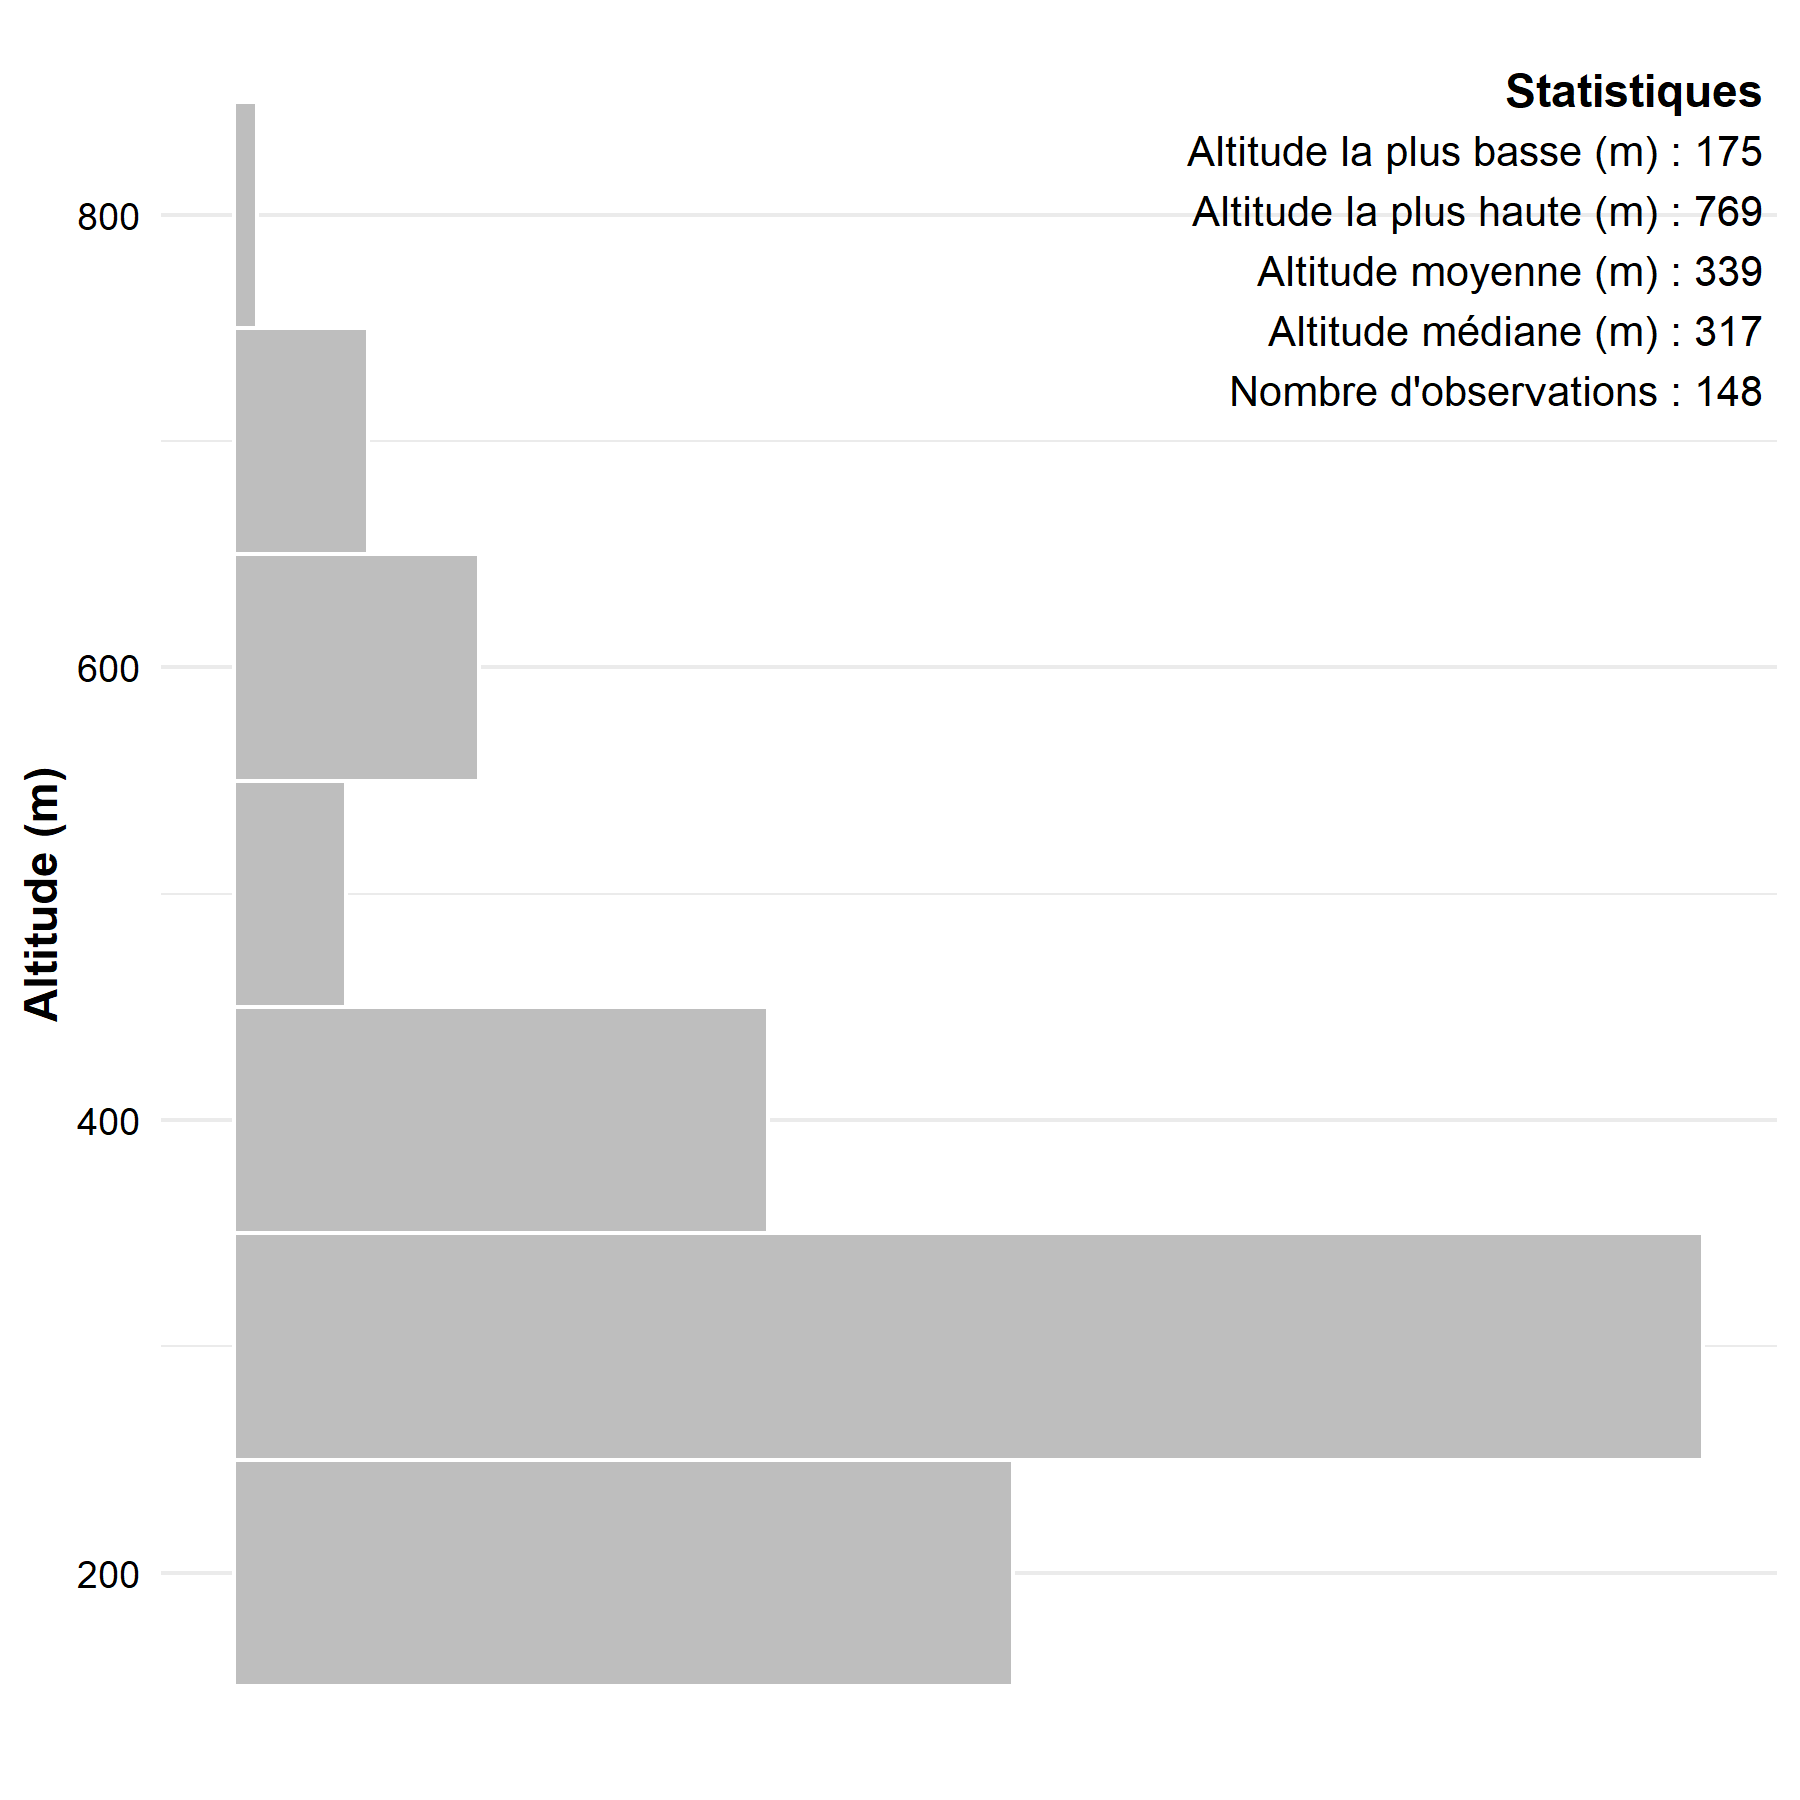 Statistiques
Altitude la plus basse (m) : 175
Altitude la plus haute (m) : 769
Altitude moyenne (m) : 339
Altitude médiane (m) : 317
Nombre d'observations : 148
800
600
400
200
Altitude (m)